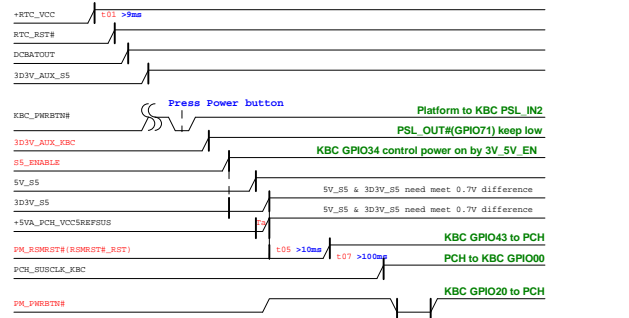 +RTC_VCC
t01 >9ms
RTC_RST#
DCBATOUT
3D3V_AUX_S5
Press Power button
KBC_PWRBTN#
Platform to KBC PSL_IN2
PSL_OUT#(GPIO71) keep low
3D3V_AUX_KBC
KBC GPIO34 control power on by 3V_5V_EN
S5_ENABLE
5V_S5
5V_S5 & 3D3V_S5 need meet 0.7V difference
3D3V_S5
5V_S5 & 3D3V_S5 need meet 0.7V difference
+5VA_PCH_VCC5REFSUS
Ta
KBC GPIO43 to PCH
PM_RSMRST#(RSMRST#_RST)
t05 >10ms
t07 >100ms
PCH to KBC GPIO00
PCH_SUSCLK_KBC
KBC GPIO20 to PCH
PM_PWRBTN#